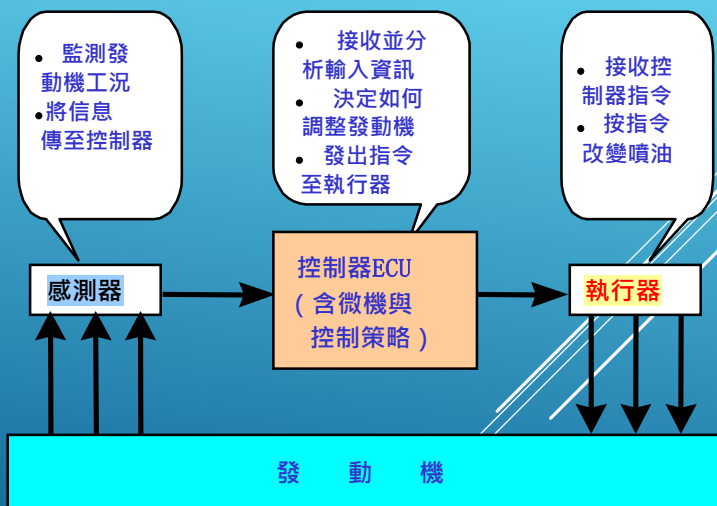 • 監測發
動機工況
•將信息
傳至控制器
• 接收並分
析輸入資訊
• 決定如何
調整發動機
• 發出指令
至執行器
• 接收控
制器指令
• 按指令
改變噴油
感測器
控制器ECU
（含微機與
控制策略）
執行器
發 動 機